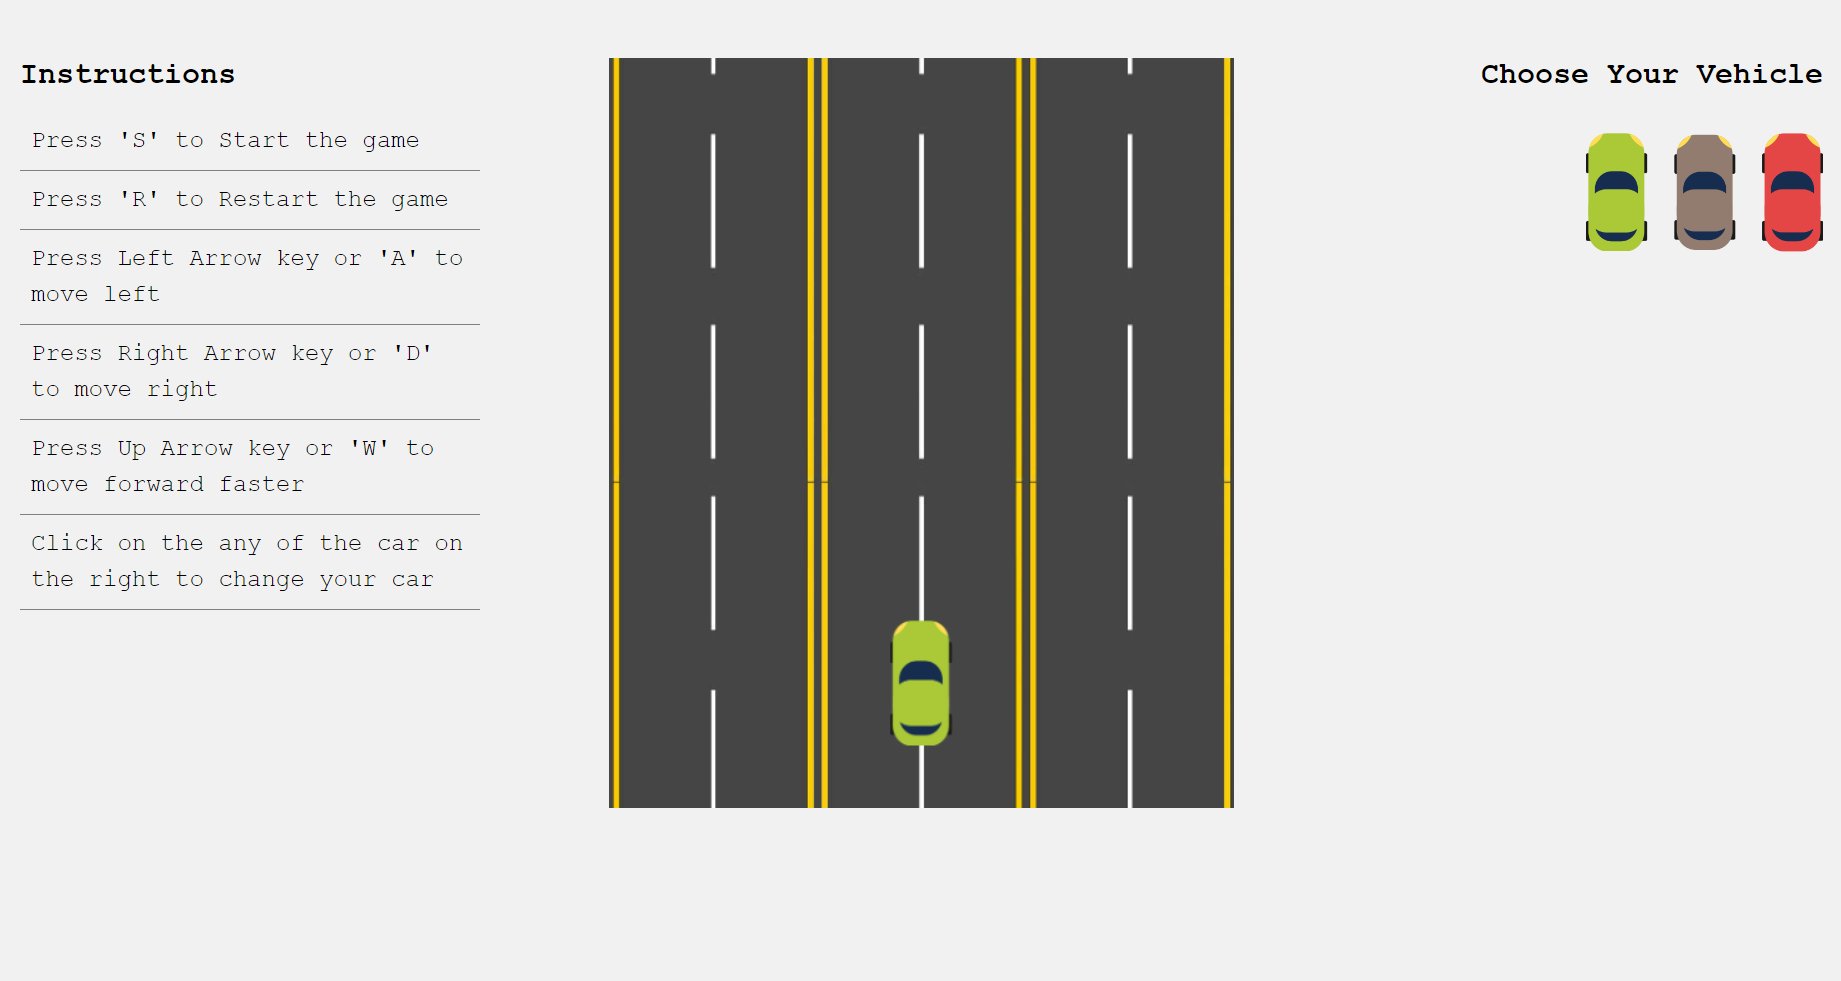 Instructions
Press 'S' to Start the game
Press 'R' to Restart the game
Press Left Arrow key or 'A' to
move left
Press Right Arrow key or 'D'
to move right
Press Up Arrow key or 'W' to
move forward faster
Click on the any of the car on
the right to change your car
Choose Your Vehicle